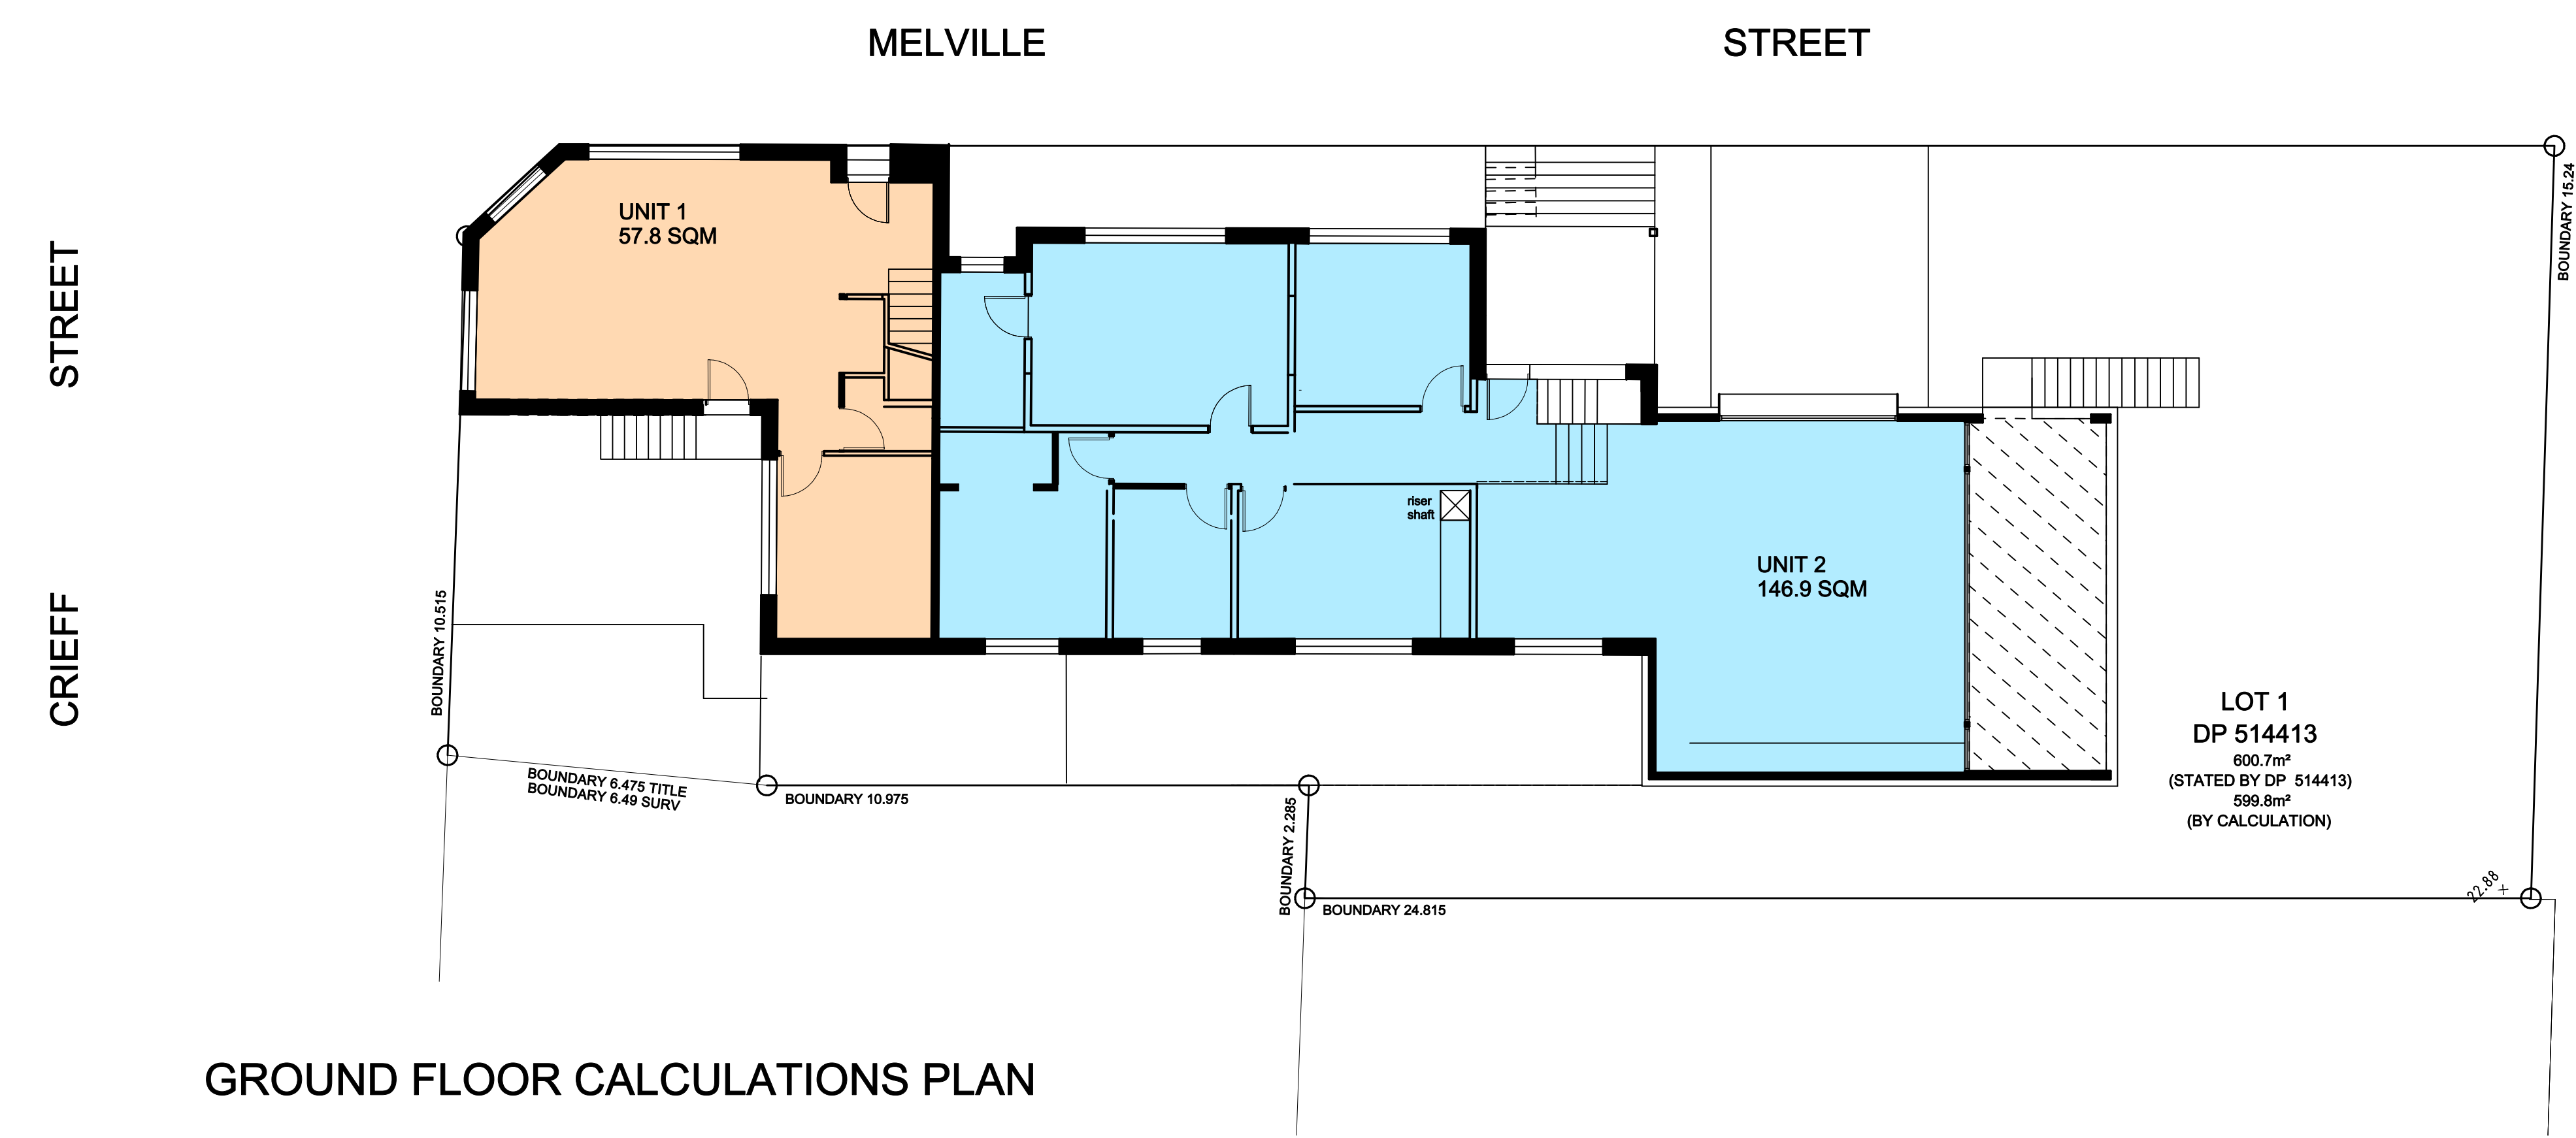 MELVILLE STREET
BOUNDARY 15.24
UNIT 1
57.8 SQM
STREET
CRIEFF
riser
shaft
UNIT 2
146.9 SQM
BOUNDARY 10.515
LOT 1
DP 514413
600.7m²
(STATED BY DP 514413)
599.8m²
(BY CALCULATION)
BOUNDARY 6.475 TITLE
BOUNDARY 6.49 SURV
BOUNDARY 10.975
BOUNDARY 2.285
BOUNDARY 24.815
22.88
GROUND FLOOR CALCULATIONS PLAN